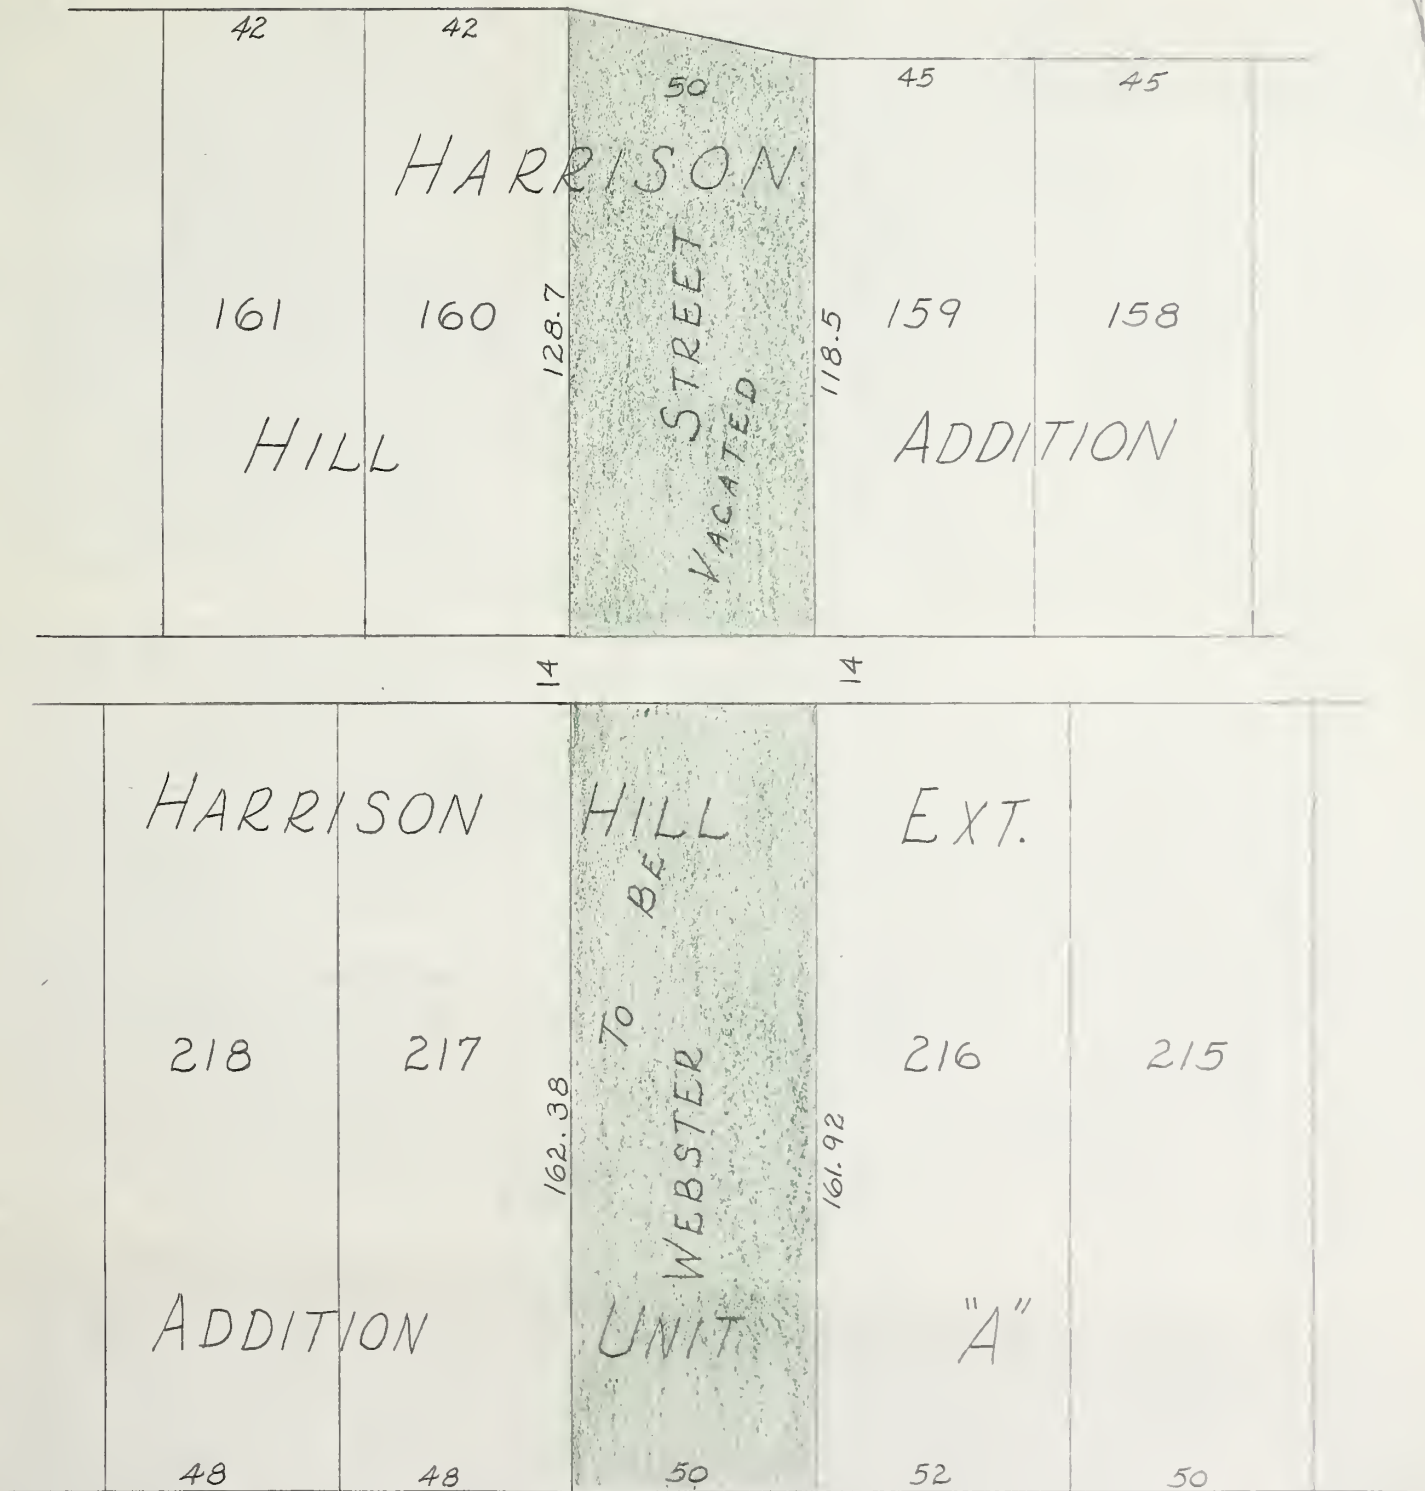 42 42 50 45 45
HARRISON
161 160 128.7 118.5 159 158
HILL ADDITION
14 14
HARRISON HILL EXT.
218 217 162.38 161.92 216 215
WEBSTER STREET
TO BE VACATED
ADDITION UNIT "A"
48 48 50 52 50